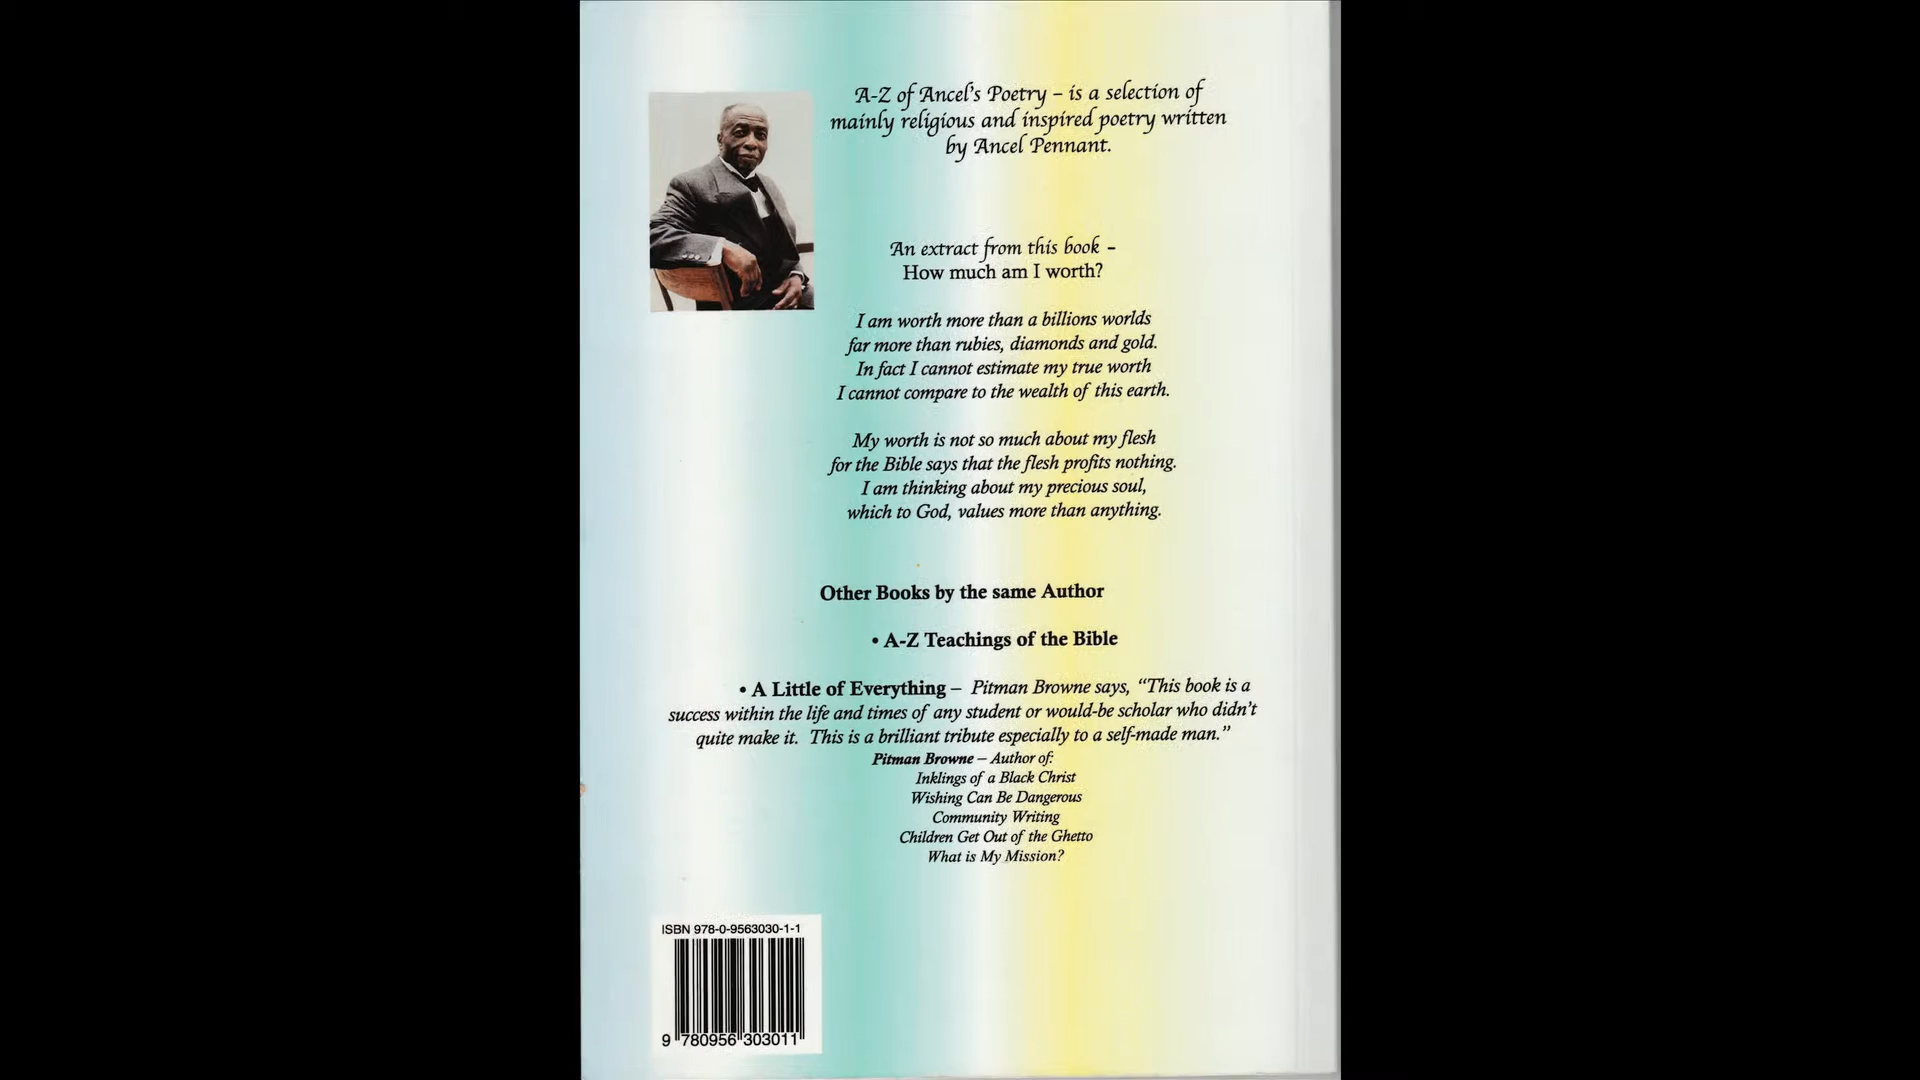 A-Z of Ancel's Poetry – is a selection of
mainly religious and inspired poetry written
by Ancel Pennant.
An extract from this book –
How much am I worth?
I am worth more than a billions worlds
far more than rubies, diamonds and gold.
In fact I cannot estimate my true worth
I cannot compare to the wealth of this earth.
My worth is not so much about my flesh
for the Bible says that the flesh profits nothing.
I am thinking about my precious soul,
which to God, values more than anything.
Other Books by the same Author
• A-Z Teachings of the Bible
• A Little of Everything – Pitman Browne says, “This book is a
success within the life and times of any student or would-be scholar who didn't
quite make it. This is a brilliant tribute especially to a self-made man.”
Pitman Browne – Author of:
Inklings of a Black Christ
Wishing Can Be Dangerous
Community Writing
Children Get Out of the Ghetto
What is My Mission?
ISBN 978-0-9563030-1-1
9 780956 303011